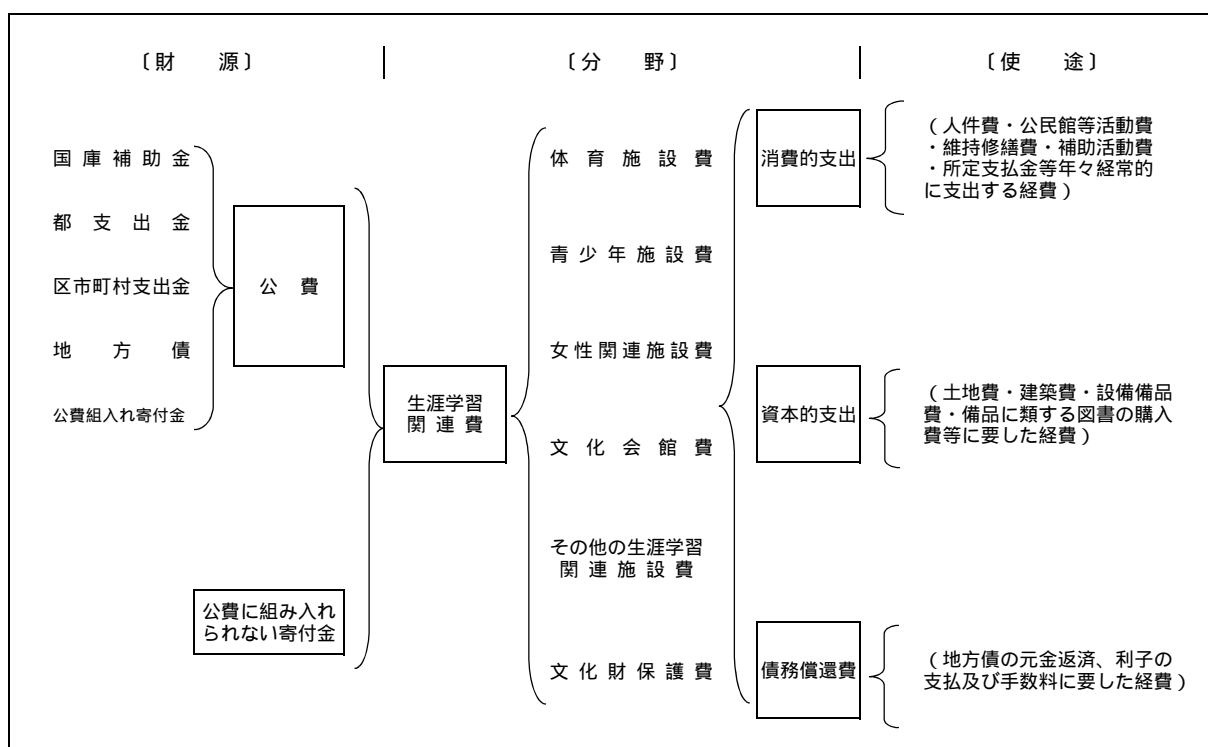 〔財　源〕
〔分　野〕
〔使　途〕
国庫補助金
都支出金
区市町村支出金
地方債
公費組入れ寄付金
公　費
公費に組み入れ
られない寄付金
生涯学習
関連費
体育施設費
青少年施設費
女性関連施設費
文化会館費
その他の生涯学習
関連施設費
文化財保護費
消費的支出
資本的支出
債務償還費
（人件費・公民館等活動費
・維持修繕費・補助活動費
・所定支払金等年々経常的
に支出する経費）
（土地費・建築費・設備備品
費・備品に類する図書の購入
費等に要した経費）
（地方債の元金返済、利子の
支払及び手数料に要した経費）